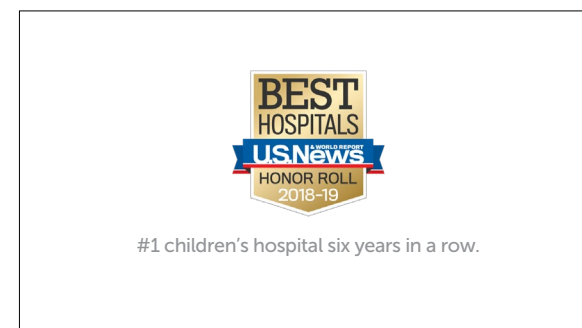 BEST
HOSPITALS
U.S.News & WORLD REPORT
HONOR ROLL
2018-19
#1 children's hospital six years in a row.